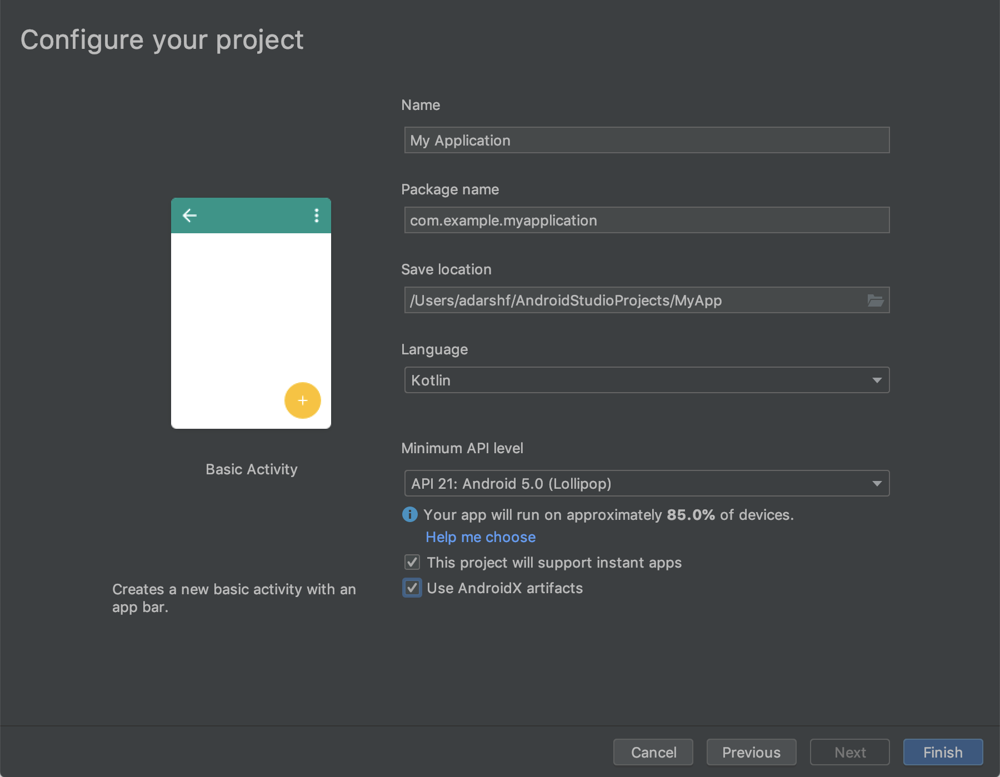 Configure your project
Name
My Application
Package name
com.example.myapplication
Save location
/Users/adarshf/AndroidStudioProjects/MyApp
Language
Kotlin
Minimum API level
API 21: Android 5.0 (Lollipop)
Your app will run on approximately 85.0% of devices.
Help me choose
This project will support instant apps
Use AndroidX artifacts
Basic Activity
Creates a new basic activity with an
app bar.
Cancel
Previous
Next
Finish